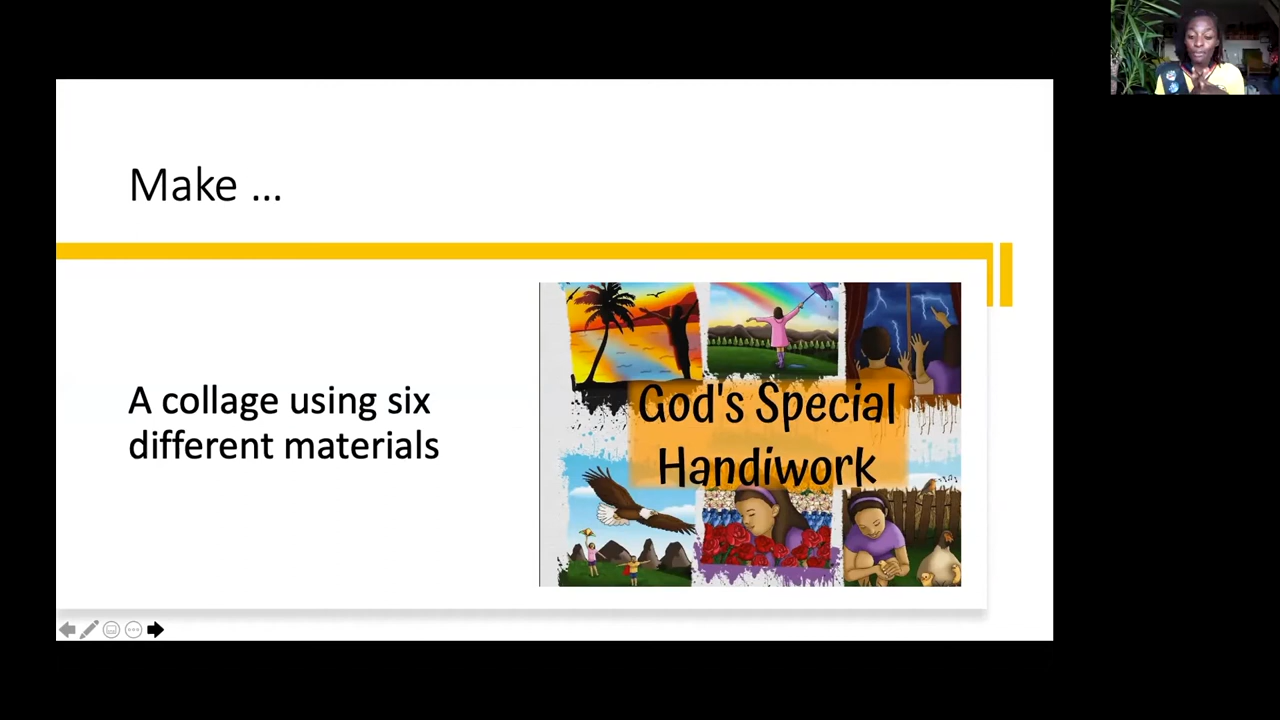 Make ...
A collage using six
different materials
God's Special
Handiwork